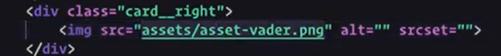 <div class="card__right">
<img src="assets/asset-vader.png" alt="" srcset="">
</div>